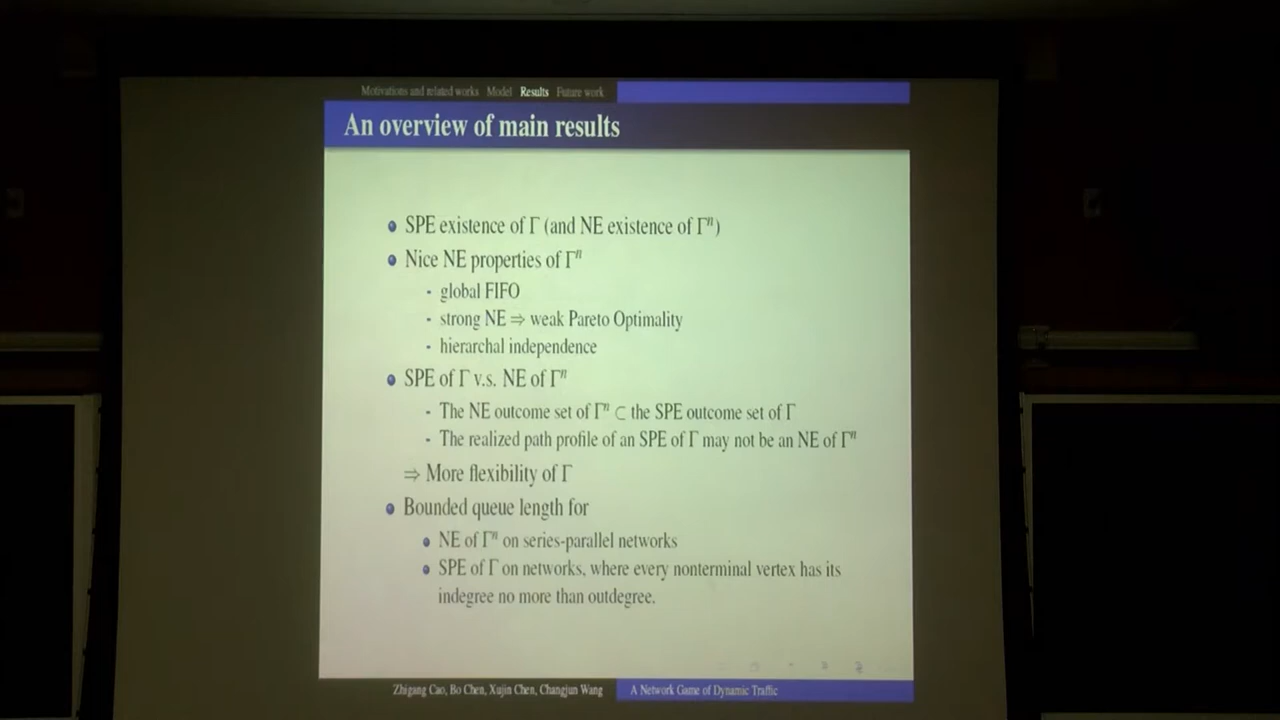 Motivations and related works Model Results Future work
An overview of main results
• SPE existence of Γ (and NE existence of Γⁿ)
• Nice NE properties of Γⁿ
- global FIFO
- strong NE ⇒ weak Pareto Optimality
- hierarchal independence
• SPE of Γ v.s. NE of Γⁿ
- The NE outcome set of Γⁿ ⊂ the SPE outcome set of Γ
- The realized path profile of an SPE of Γ may not be an NE of Γⁿ
⇒ More flexibility of Γ
• Bounded queue length for
• NE of Γⁿ on series-parallel networks
• SPE of Γ on networks, where every nonterminal vertex has its
indegree no more than outdegree.
Zhigang Cao, Bo Chen, Xujin Chen, Changjun Wang A Network Game of Dynamic Traffic